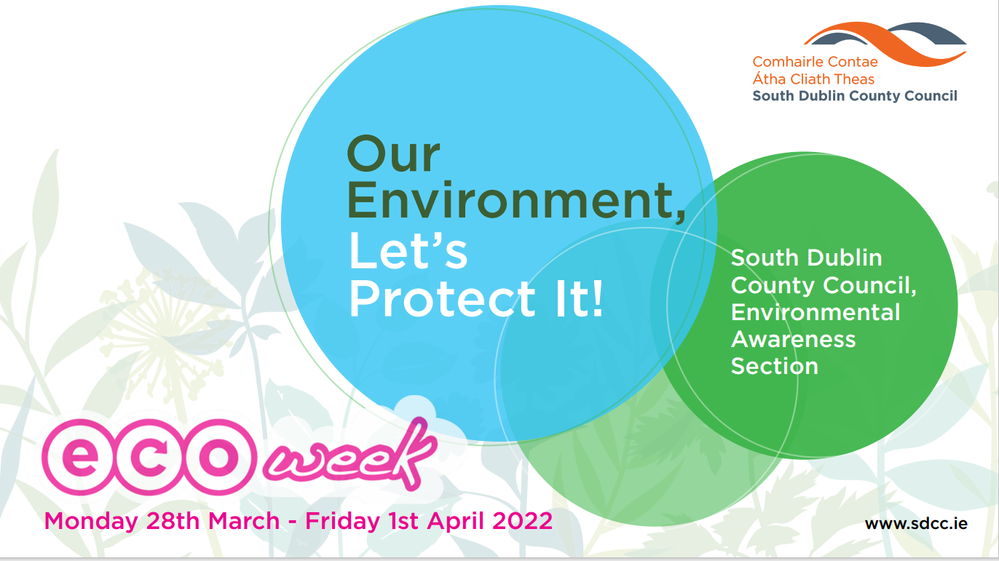 Comhairle Contae
Átha Cliath Theas
South Dublin County Council
Our
Environment,
Let's
Protect It!
South Dublin
County Council,
Environmental
Awareness
Section
eco week
Monday 28th March - Friday 1st April 2022
www.sdcc.ie